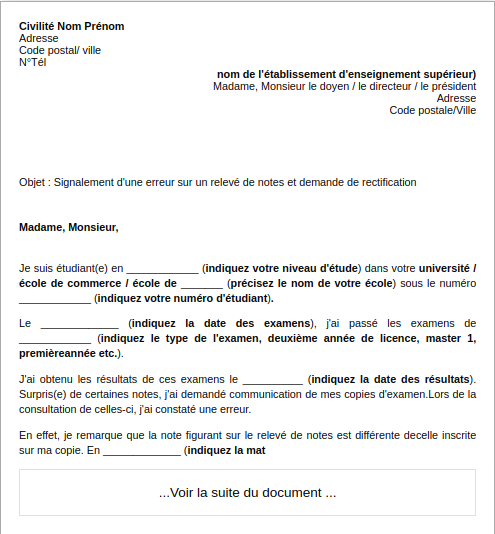 Civilité Nom Prénom
Adresse
Code postal/ ville
N°Tél
nom de l'établissement d'enseignement supérieur)
Madame, Monsieur le doyen / le directeur / le président
Adresse
Code postale/Ville
Objet : Signalement d'une erreur sur un relevé de notes et demande de rectification
Madame, Monsieur,
Je suis étudiant(e) en ____________ (indiquez votre niveau d'étude) dans votre université /
école de commerce / école de _______ (précisez le nom de votre école) sous le numéro
____________ (indiquez votre numéro d'étudiant).
Le _____________ (indiquez la date des examens), j'ai passé les examens de
____________ (indiquez le type de l'examen, deuxième année de licence, master 1,
premièreannée etc.).
J'ai obtenu les résultats de ces examens le __________ (indiquez la date des résultats).
Surpris(e) de certaines notes, j'ai demandé communication de mes copies d'examen.Lors de la
consultation de celles-ci, j'ai constaté une erreur.
En effet, je remarque que la note figurant sur le relevé de notes est différente decelle inscrite
sur ma copie. En _____________ (indiquez la mat
...Voir la suite du document ...